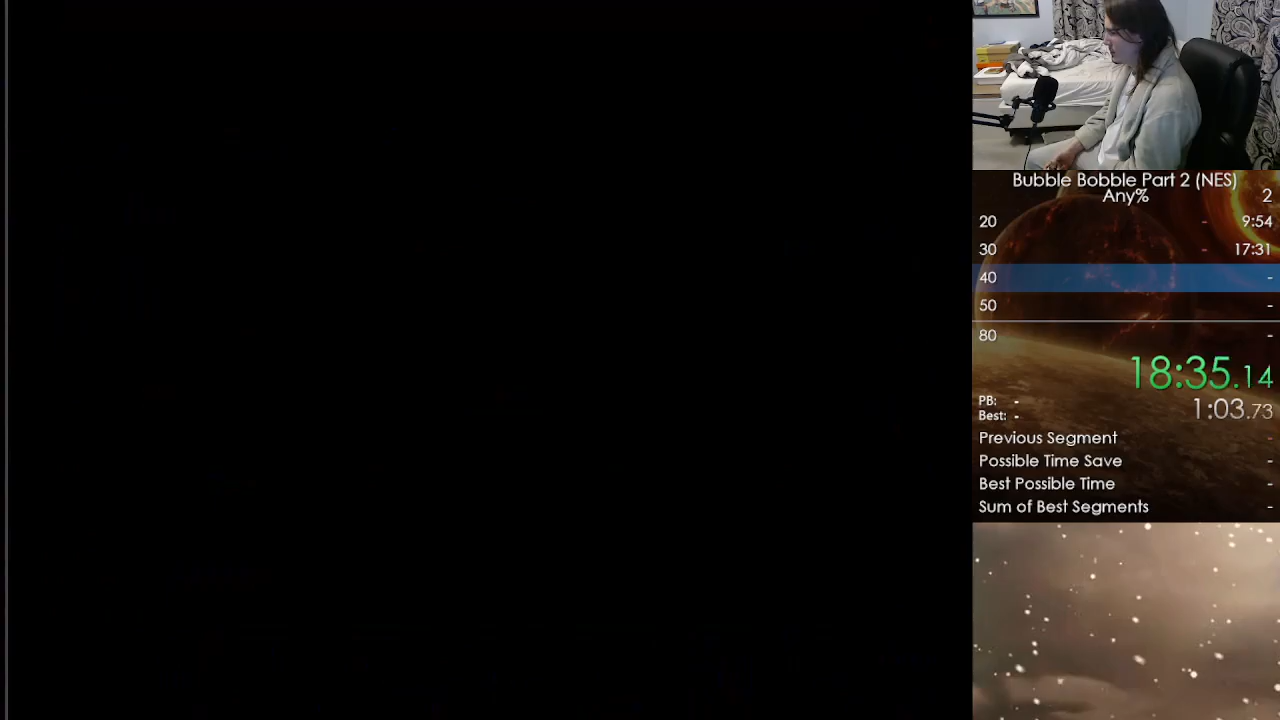 Bubble Bobble Part 2 (NES)
Any% 2
20 - 9:54
30 - 17:31
40 -
50 -
80 -
18:35.14
PB: - 1:03.73
Best: -
Previous Segment -
Possible Time Save -
Best Possible Time -
Sum of Best Segments -